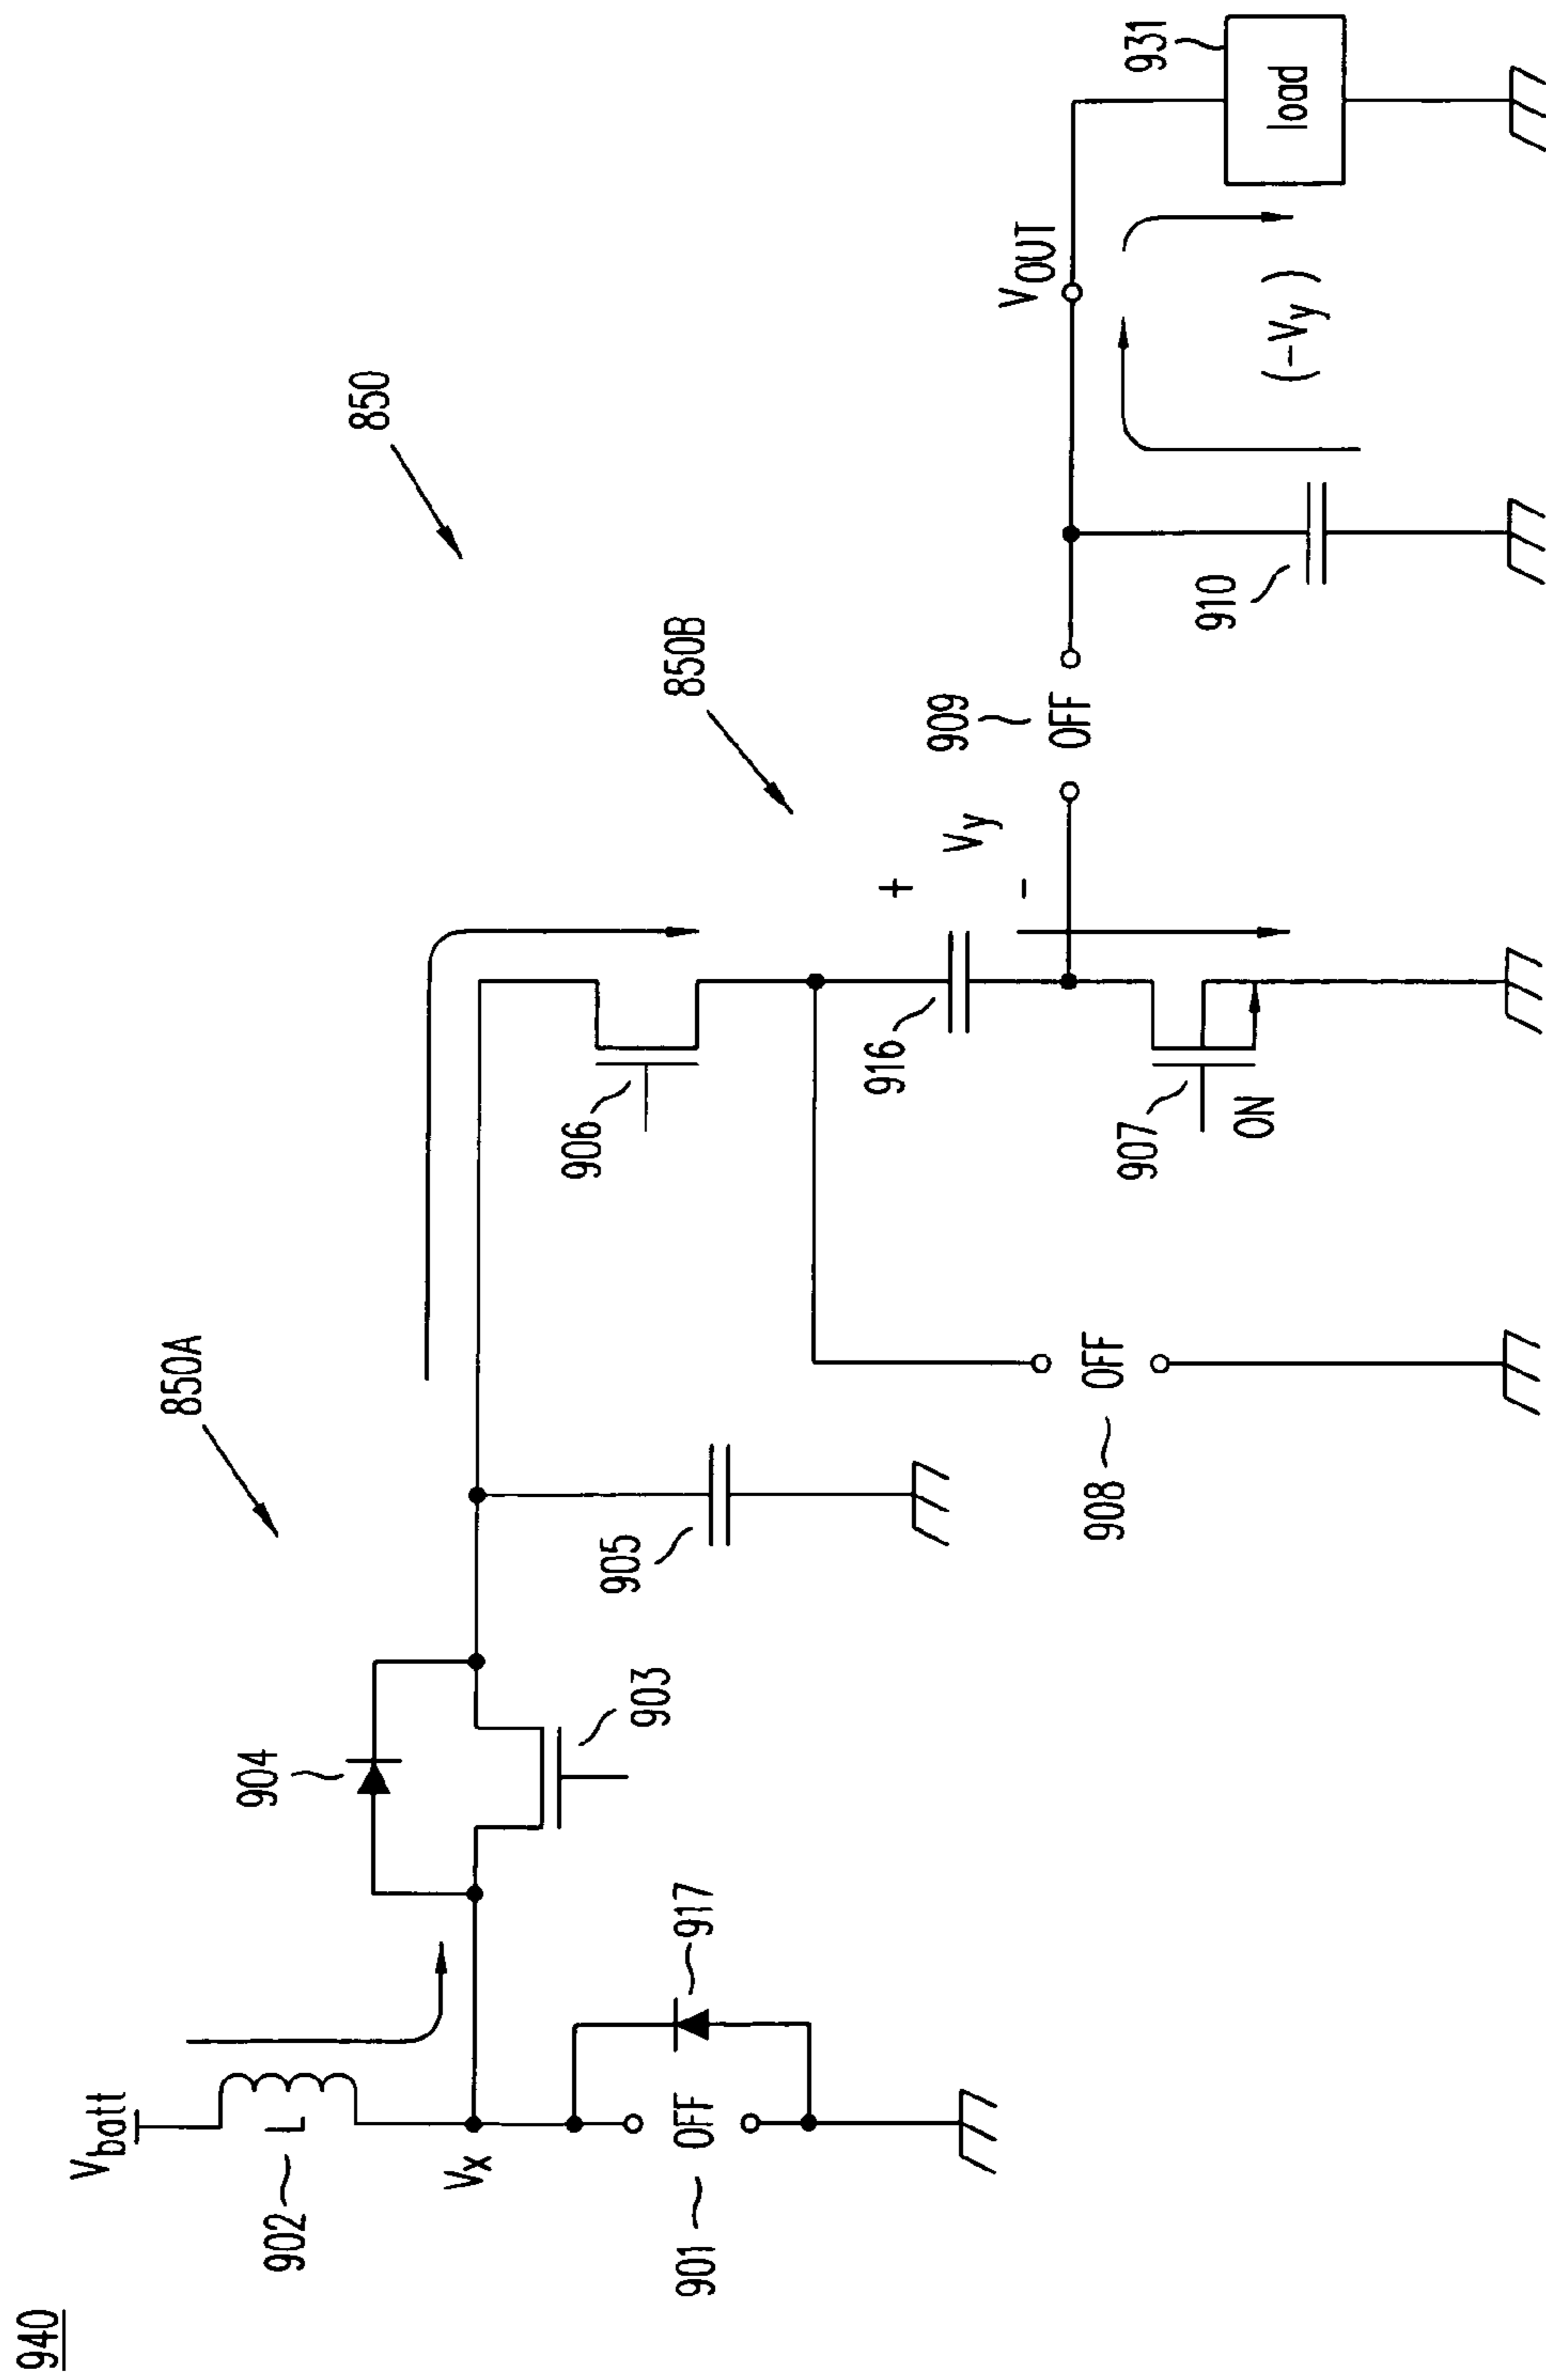 940
Vbatt
902
L
Vx
901
OFF
917
904
903
850A
905
908
OFF
906
916
Vy
+
-
907
ON
850B
850
909
OFF
910
VOUT
(-Vy)
931
load